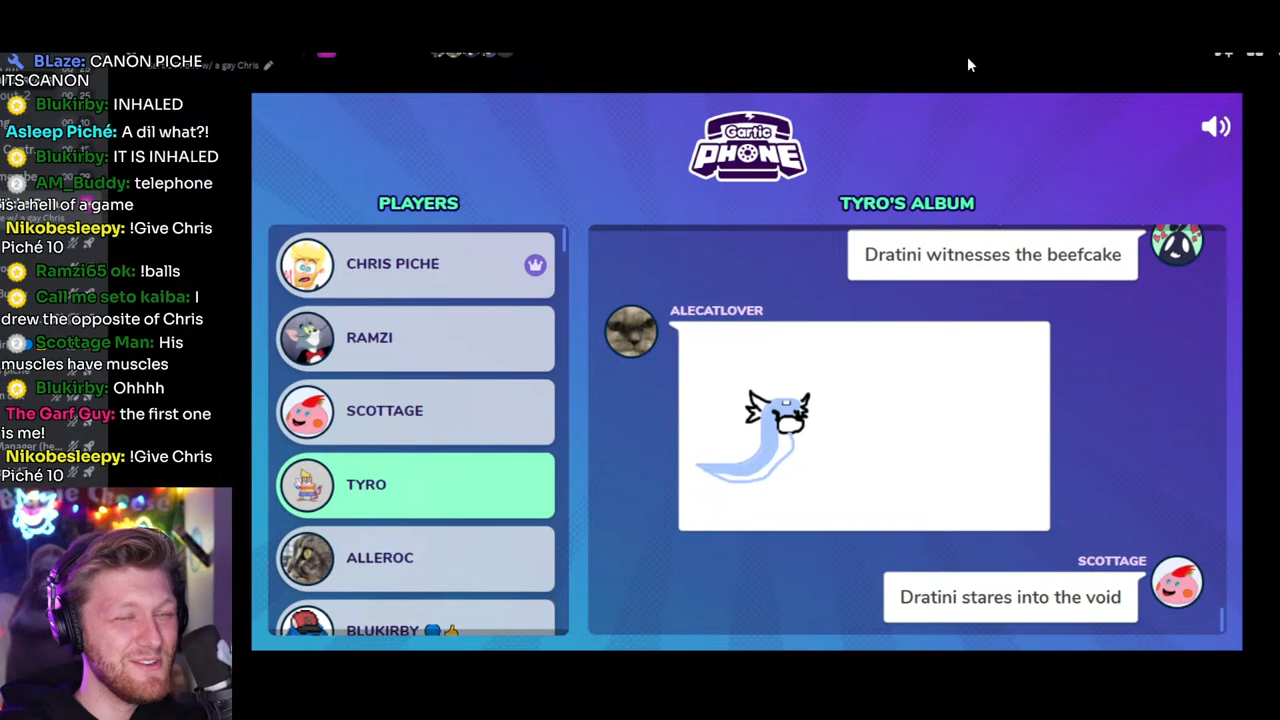 BLaze: CANON PICHE
ITS CANON
Blukirby: INHALED
Asleep Piché: A dil what?!
Blukirby: IT IS INHALED
AM_Buddy: telephone
is a hell of a game
Nikobesleepy: !Give Chris
Piché 10
Ramzi65 ok: !balls
Call me seto kaiba: I
drew the opposite of Chris
Scottage Man: His
muscles have muscles
Blukirby: Ohhhh
The Garf Guy: the first one
is me!
Nikobesleepy: !Give Chris
Piché 10
w/ a gay Chris
Gartic
PHONE
PLAYERS
CHRIS PICHE
RAMZI
SCOTTAGE
TYRO
ALLEROC
BLUKIRBY
TYRO'S ALBUM
Dratini witnesses the beefcake
ALECATLOVER
SCOTTAGE
Dratini stares into the void